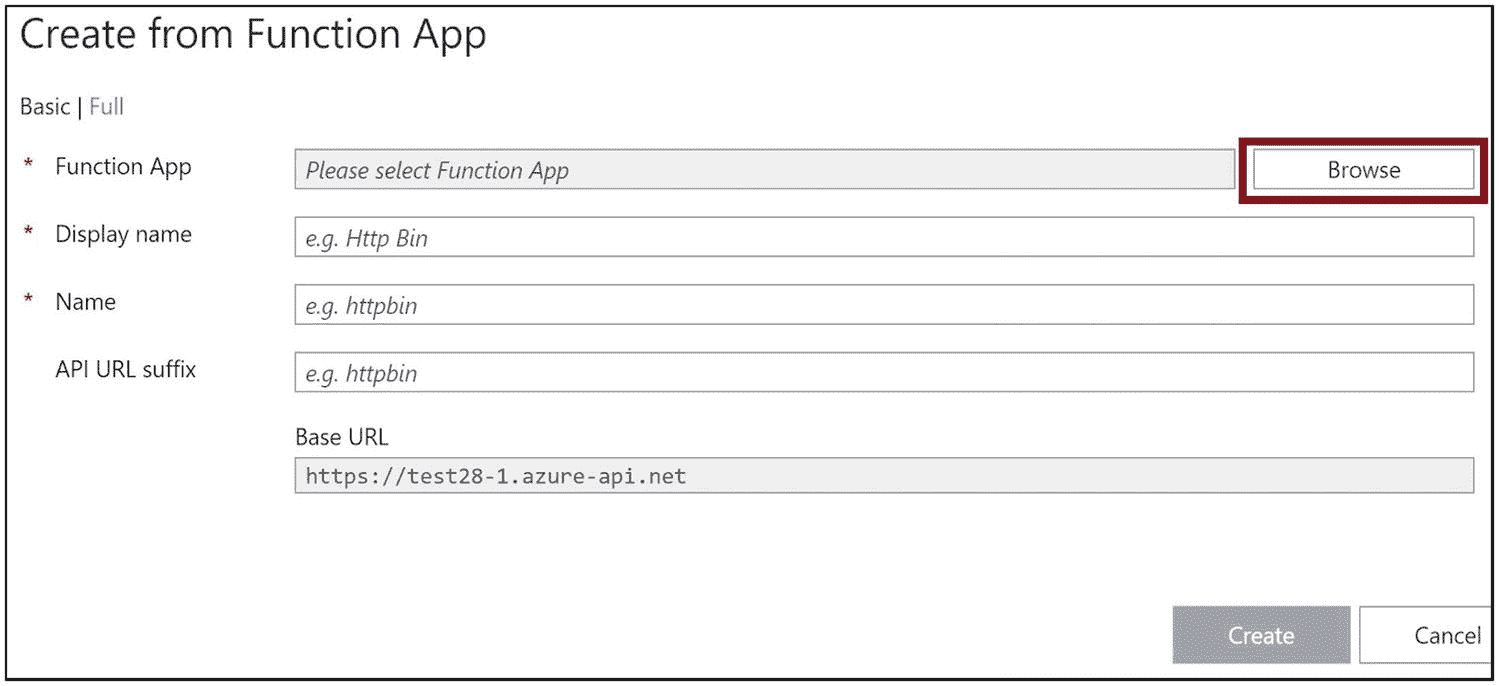 Create from Function App
Basic | Full
* Function App Please select Function App Browse
* Display name e.g. Http Bin
* Name e.g. httpbin
API URL suffix e.g. httpbin
Base URL
https://test28-1.azure-api.net
Create Cancel